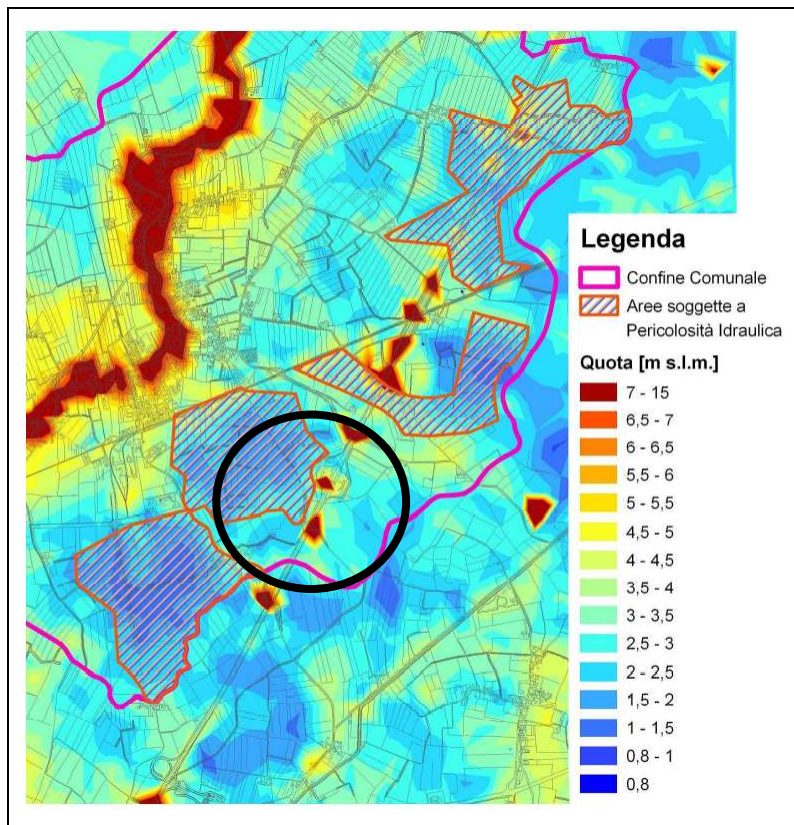 Legenda
Confine Comunale
Aree soggette a
Pericolosità Idraulica
Quota [m s.l.m.]
7 - 15
6,5 - 7
6 - 6,5
5,5 - 6
5 - 5,5
4,5 - 5
4 - 4,5
3,5 - 4
3 - 3,5
2,5 - 3
2 - 2,5
1,5 - 2
1 - 1,5
0,8 - 1
0,8